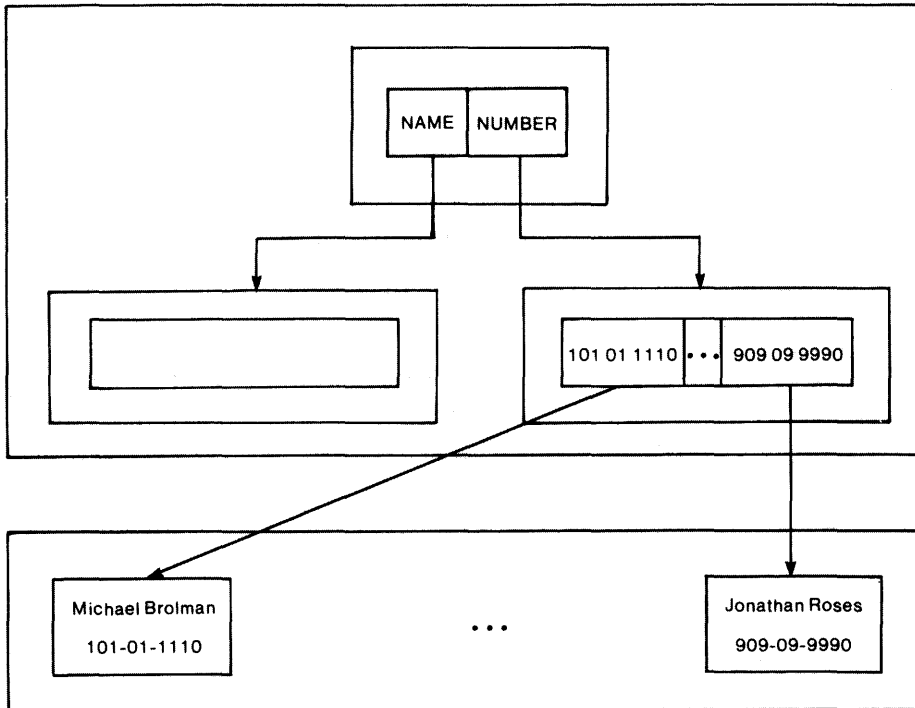 NAME NUMBER
101 01 1110 ••• 909 09 9990
Michael Brolman
101-01-1110
•••
Jonathan Roses
909-09-9990